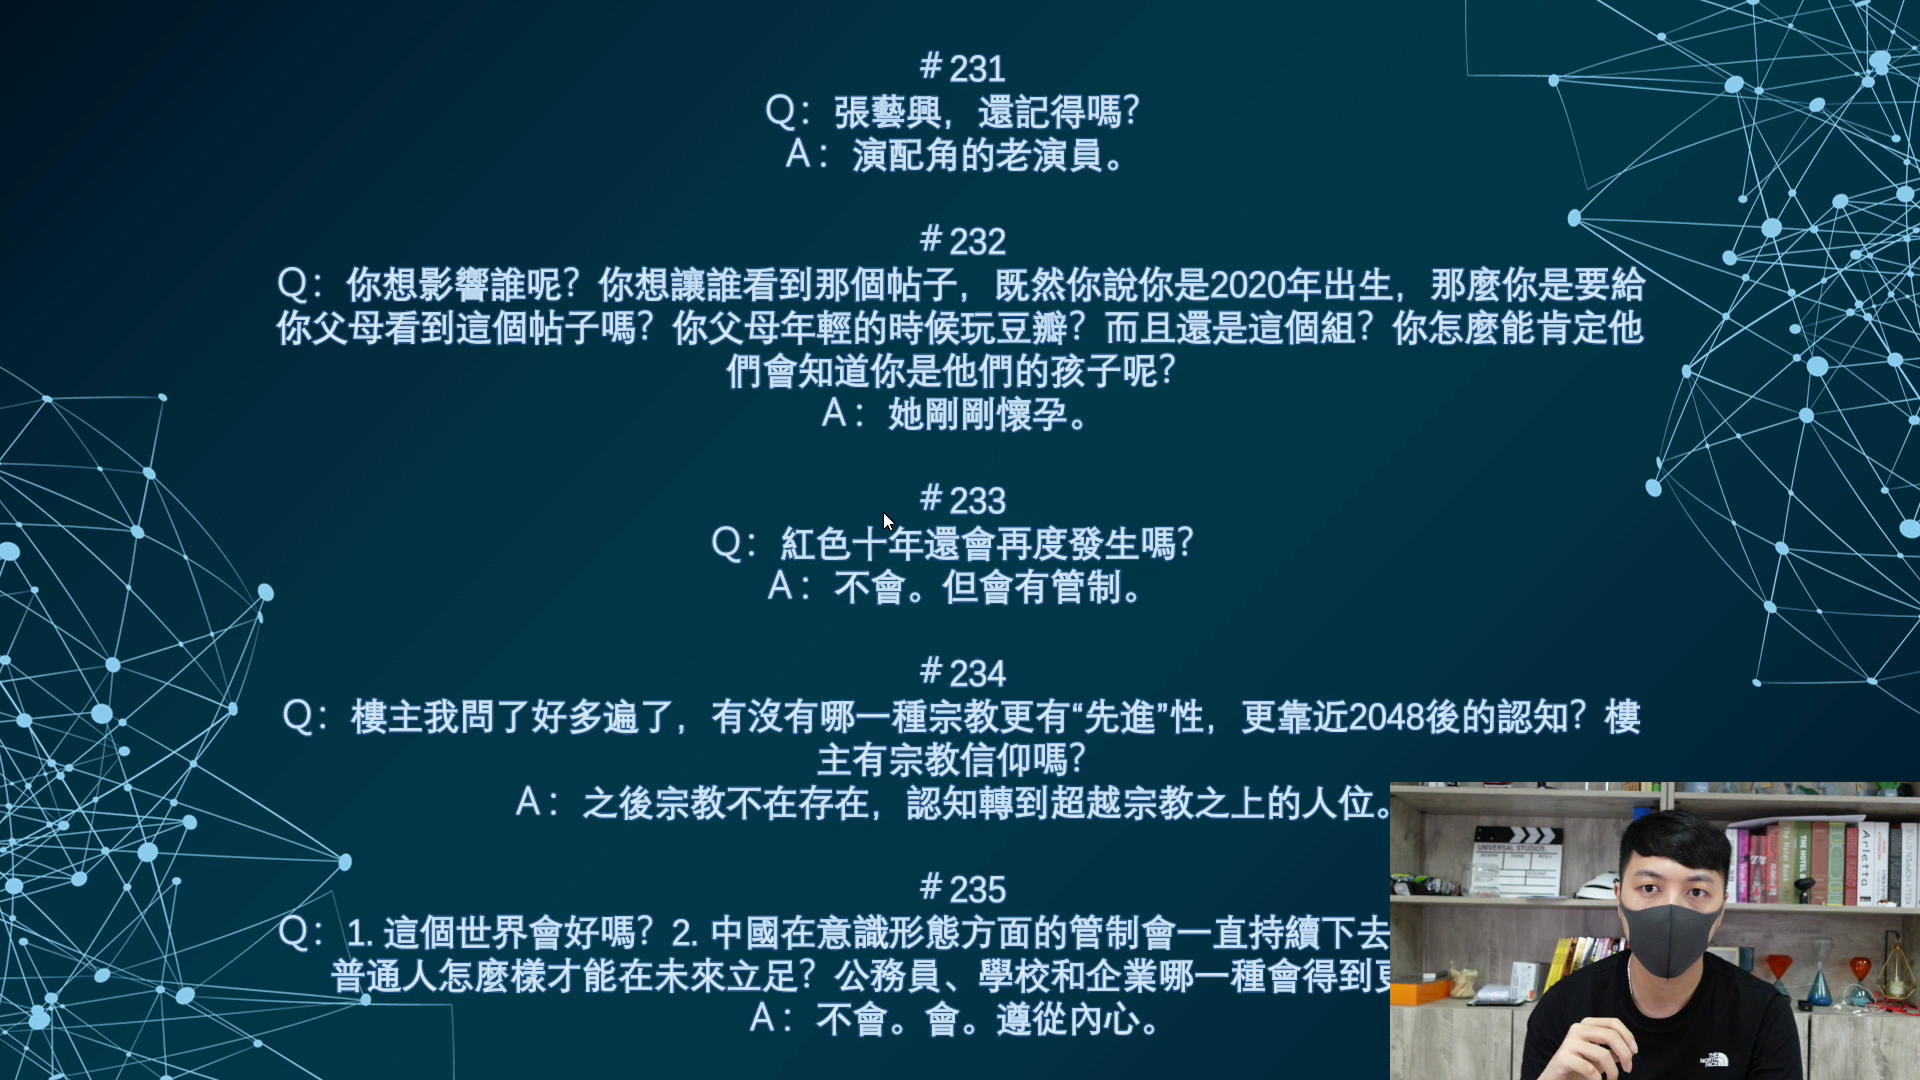 # 231
Q：張藝興，還記得嗎？
A：演配角的老演員。
# 232
Q：你想影響誰呢？你想讓誰看到那個帖子，既然你說你是2020年出生，那麼你是要給
你父母看到這個帖子嗎？你父母年輕的時候玩豆瓣？而且還是這個組？你怎麼能肯定他
們會知道你是他們的孩子呢？
A：她剛剛懷孕。
# 233
Q：紅色十年還會再度發生嗎？
A：不會。但會有管制。
# 234
Q：樓主我問了好多遍了，有沒有哪一種宗教更有“先進”性，更靠近2048後的認知？樓
主有宗教信仰嗎？
A：之後宗教不在存在，認知轉到超越宗教之上的人位。
# 235
Q：1. 這個世界會好嗎？2. 中國在意識形態方面的管制會一直持續下去
普通人怎麼樣才能在未來立足？公務員、學校和企業哪一種會得到
A：不會。會。遵從內心。
UNIVERSAL STUDIOS
THE HOTEL
Arletta
KELLY HOPPEN
THE NORTH FACE